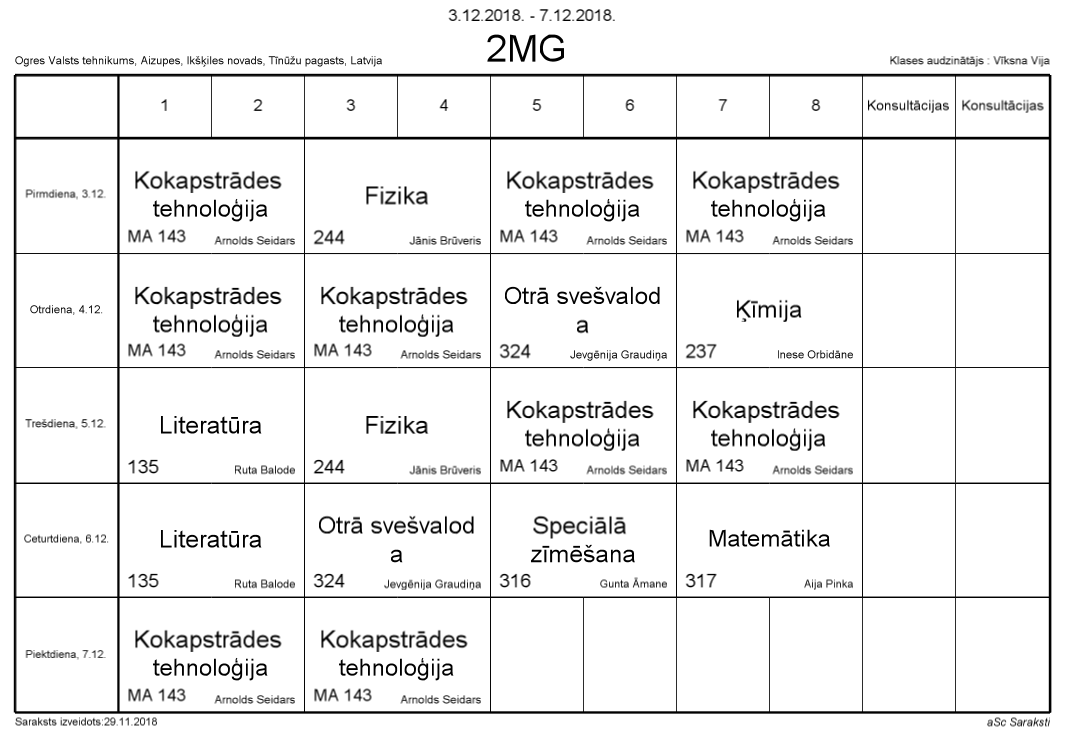 3.12.2018. - 7.12.2018.
2MG
Ogres Valsts tehnikums, Aizupes, Ikšķiles novads, Tīnūžu pagasts, Latvija
Klases audzinātājs : Vīksna Vija
1 2 3 4 5 6 7 8 Konsultācijas Konsultācijas
Pirmdiena, 3.12.
Kokapstrādes
tehnoloģija
MA 143 Arnolds Seidars
Fizika
244 Jānis Brūveris
Kokapstrādes
tehnoloģija
MA 143 Arnolds Seidars
Kokapstrādes
tehnoloģija
MA 143 Arnolds Seidars
Otrdiena, 4.12.
Kokapstrādes
tehnoloģija
MA 143 Arnolds Seidars
Kokapstrādes
tehnoloģija
MA 143 Arnolds Seidars
Otrā svešvalod
a
324 Jevgēnija Graudiņa
Ķīmija
237 Inese Orbidāne
Trešdiena, 5.12.
Literatūra
135 Ruta Balode
Fizika
244 Jānis Brūveris
Kokapstrādes
tehnoloģija
MA 143 Arnolds Seidars
Kokapstrādes
tehnoloģija
MA 143 Arnolds Seidars
Ceturtdiena, 6.12.
Literatūra
135 Ruta Balode
Otrā svešvalod
a
324 Jevgēnija Graudiņa
Speciālā
zīmēšana
316 Gunta Āmane
Matemātika
317 Aija Pinka
Piektdiena, 7.12.
Kokapstrādes
tehnoloģija
MA 143 Arnolds Seidars
Kokapstrādes
tehnoloģija
MA 143 Arnolds Seidars
Saraksts izveidots:29.11.2018
aSc Saraksti